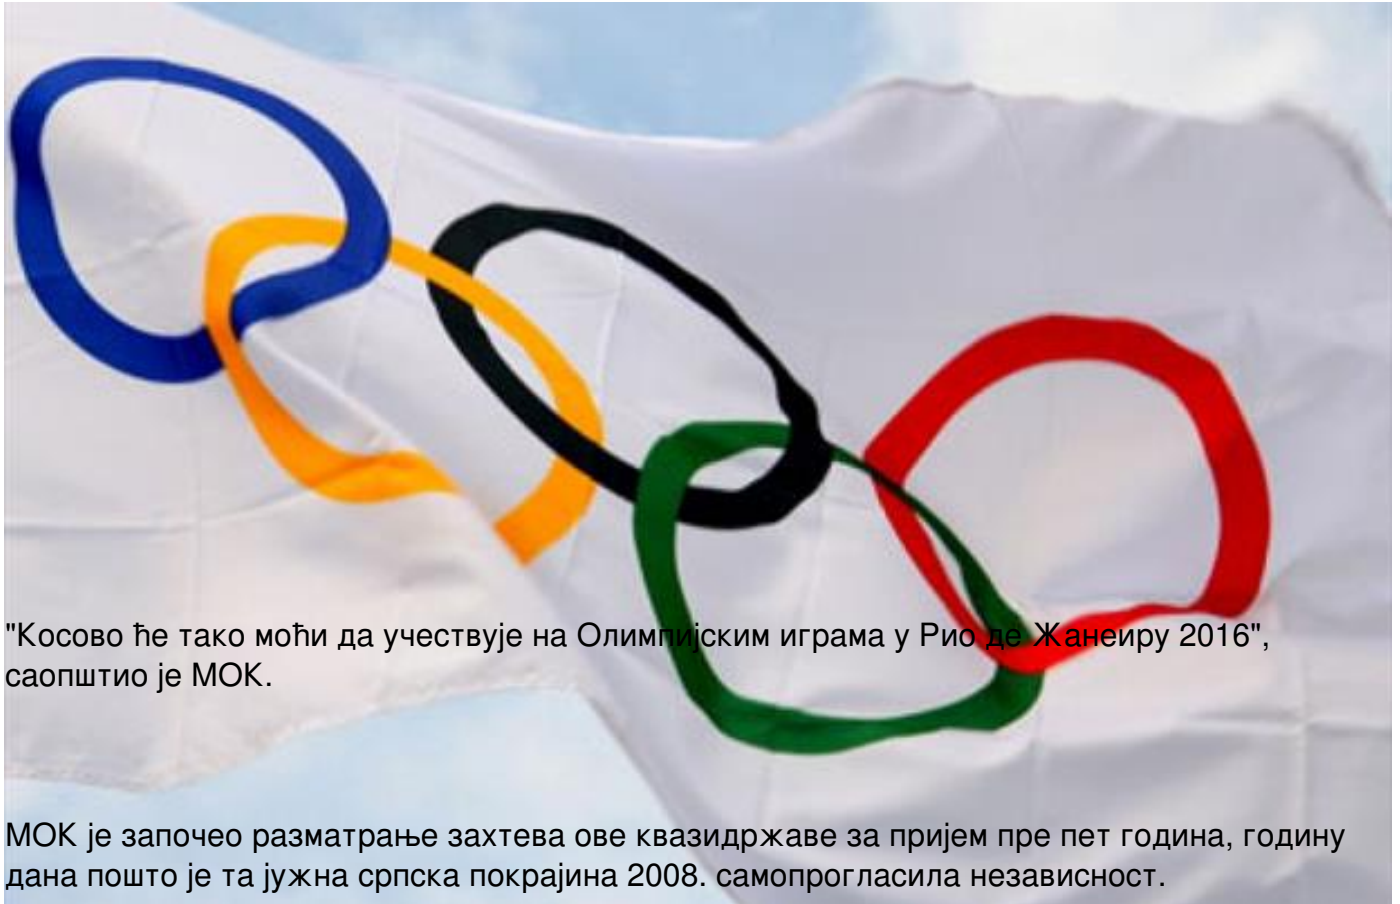 "Косово ће тако моћи да учествује на Олимпијским играма у Рио де Жанеиру 2016",
саопштио је МОК.
МОК је започео разматрање захтева ове квазидржаве за пријем пре пет година, годину
дана пошто је та јужна српска покрајина 2008. самопрогласила независност.